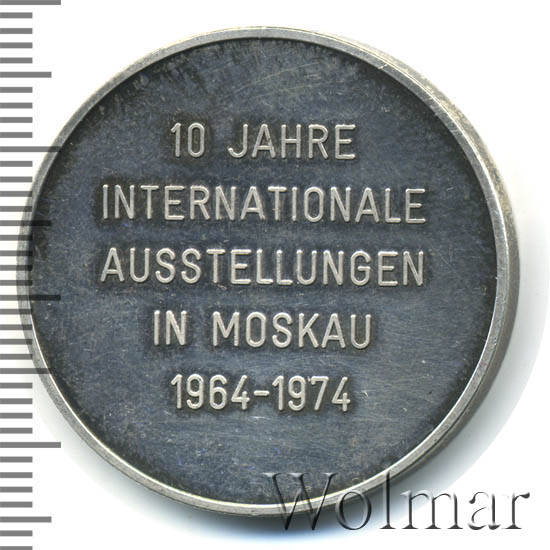 10 JAHRE
INTERNATIONALE
AUSSTELLUNGEN
IN MOSKAU
1964-1974
Wolmar